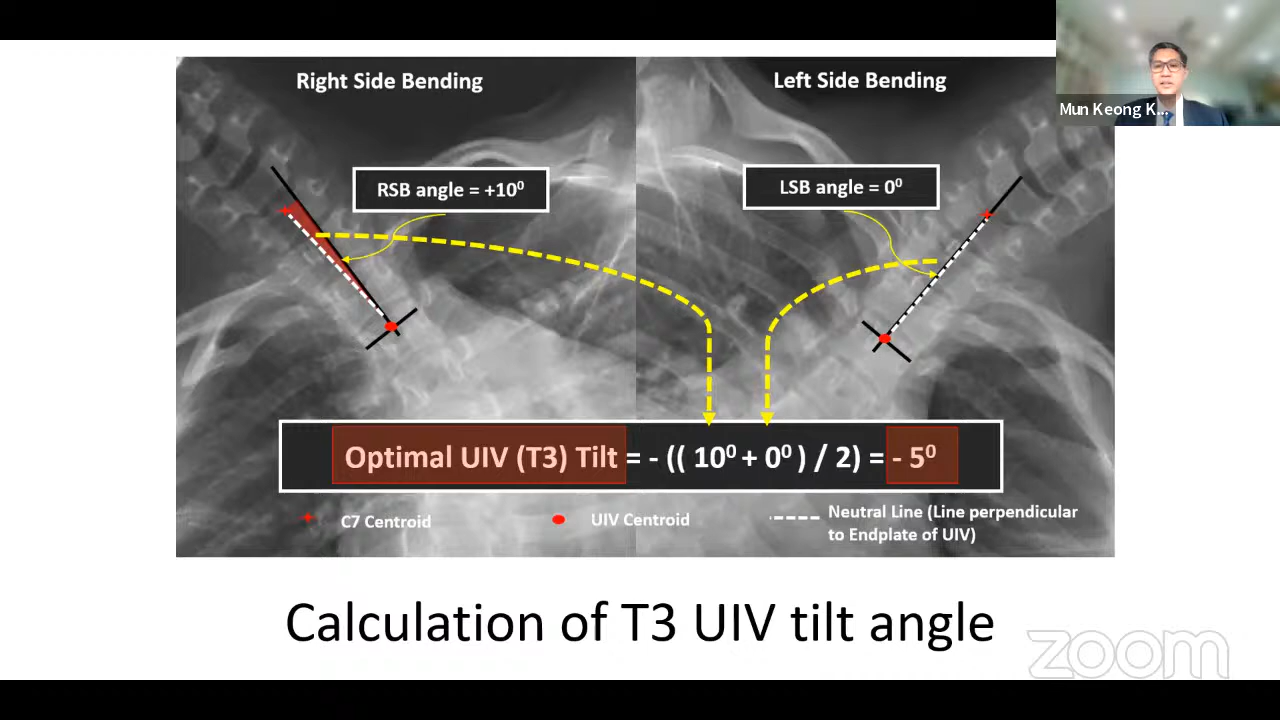 Right Side Bending
Left Side Bending
Mun Keong K...
RSB angle = +10⁰
LSB angle = 0⁰
Optimal UIV (T3) Tilt = - (( 10⁰ + 0⁰ ) / 2) = - 5⁰
C7 Centroid
UIV Centroid
Neutral Line (Line perpendicular
to Endplate of UIV)
Calculation of T3 UIV tilt angle
zoom